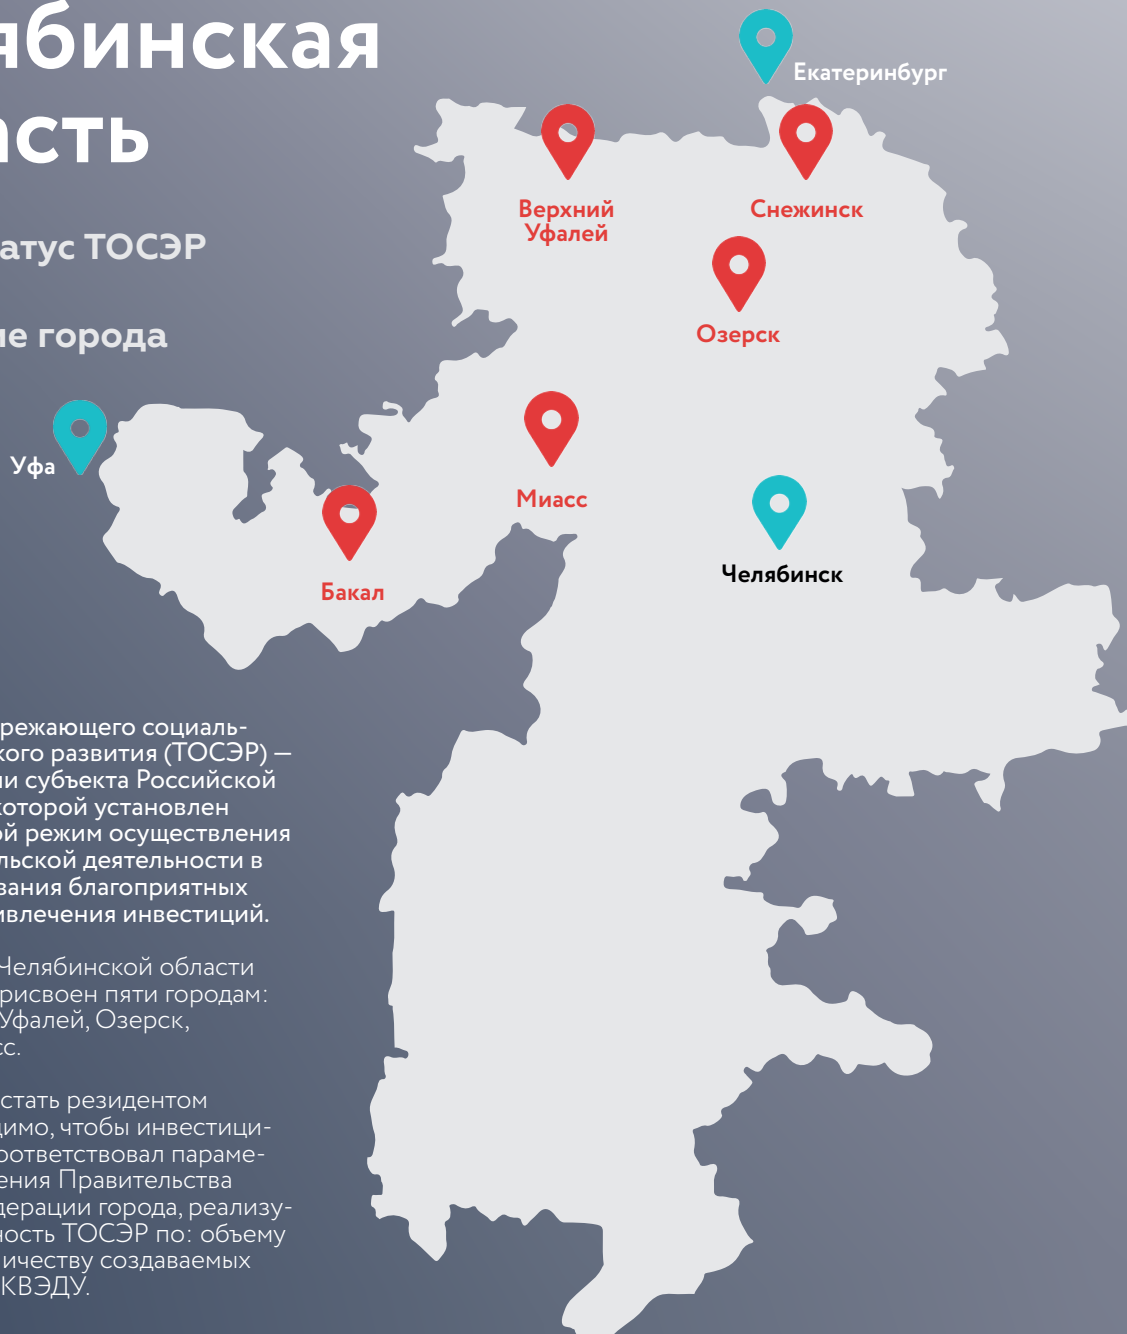 ябинская
асть
атус ТОСЭР
ие города
Екатеринбург
Верхний
Уфалей
Снежинск
Озерск
Уфа
Миасс
Бакал
Челябинск
режающего социаль-
кого развития (ТОСЭР) —
ии субъекта Российской
которой установлен
ой режим осуществления
льской деятельности в
вания благоприятных
ивлечения инвестиций.
Челябинской области
рисвоен пяти городам:
Уфалей, Озерск,
сс.
стать резидентом
димо, чтобы инвестици-
оответствовал параме-
ения Правительства
дерации города, реализу-
ность ТОСЭР по: объему
ичеству создаваемых
КВЭДУ.